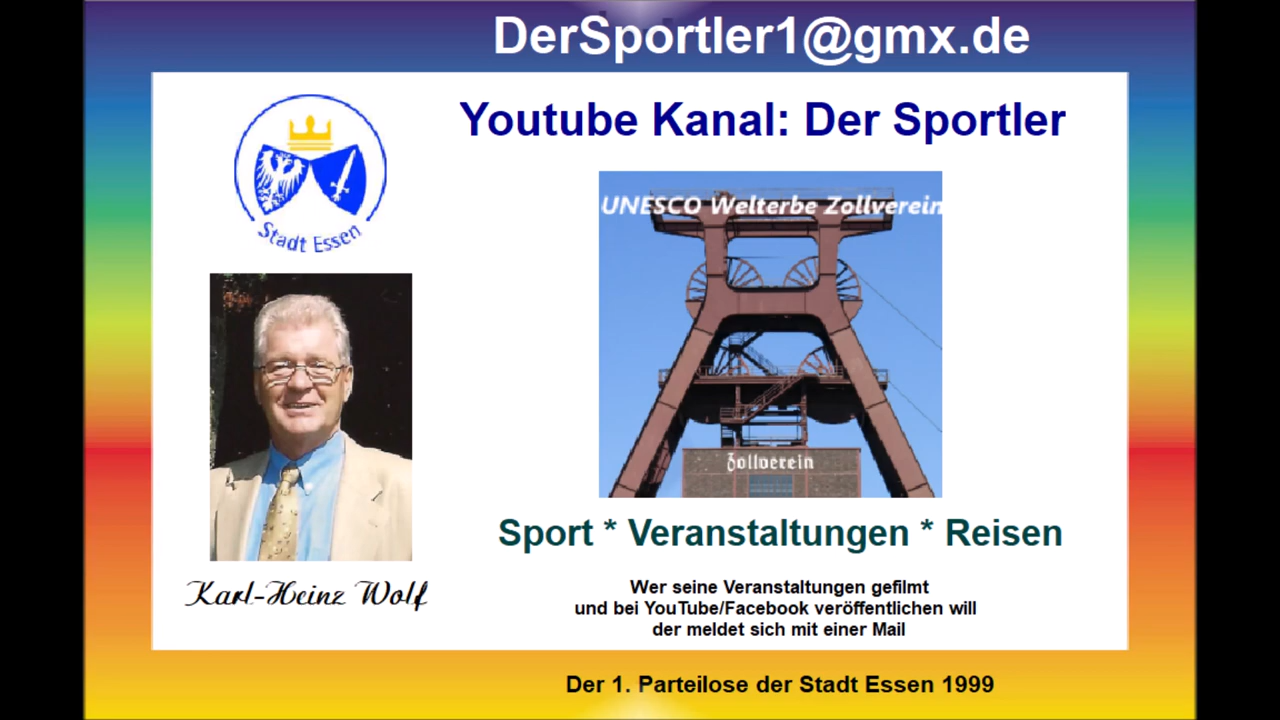 DerSportler1@gmx.de
Youtube Kanal: Der Sportler
Stadt Essen
UNESCO Welterbe Zollverein
Zollverein
Sport * Veranstaltungen * Reisen
Karl-Heinz Wolf
Wer seine Veranstaltungen gefilmt
und bei YouTube/Facebook veröffentlichen will
der meldet sich mit einer Mail
Der 1. Parteilose der Stadt Essen 1999